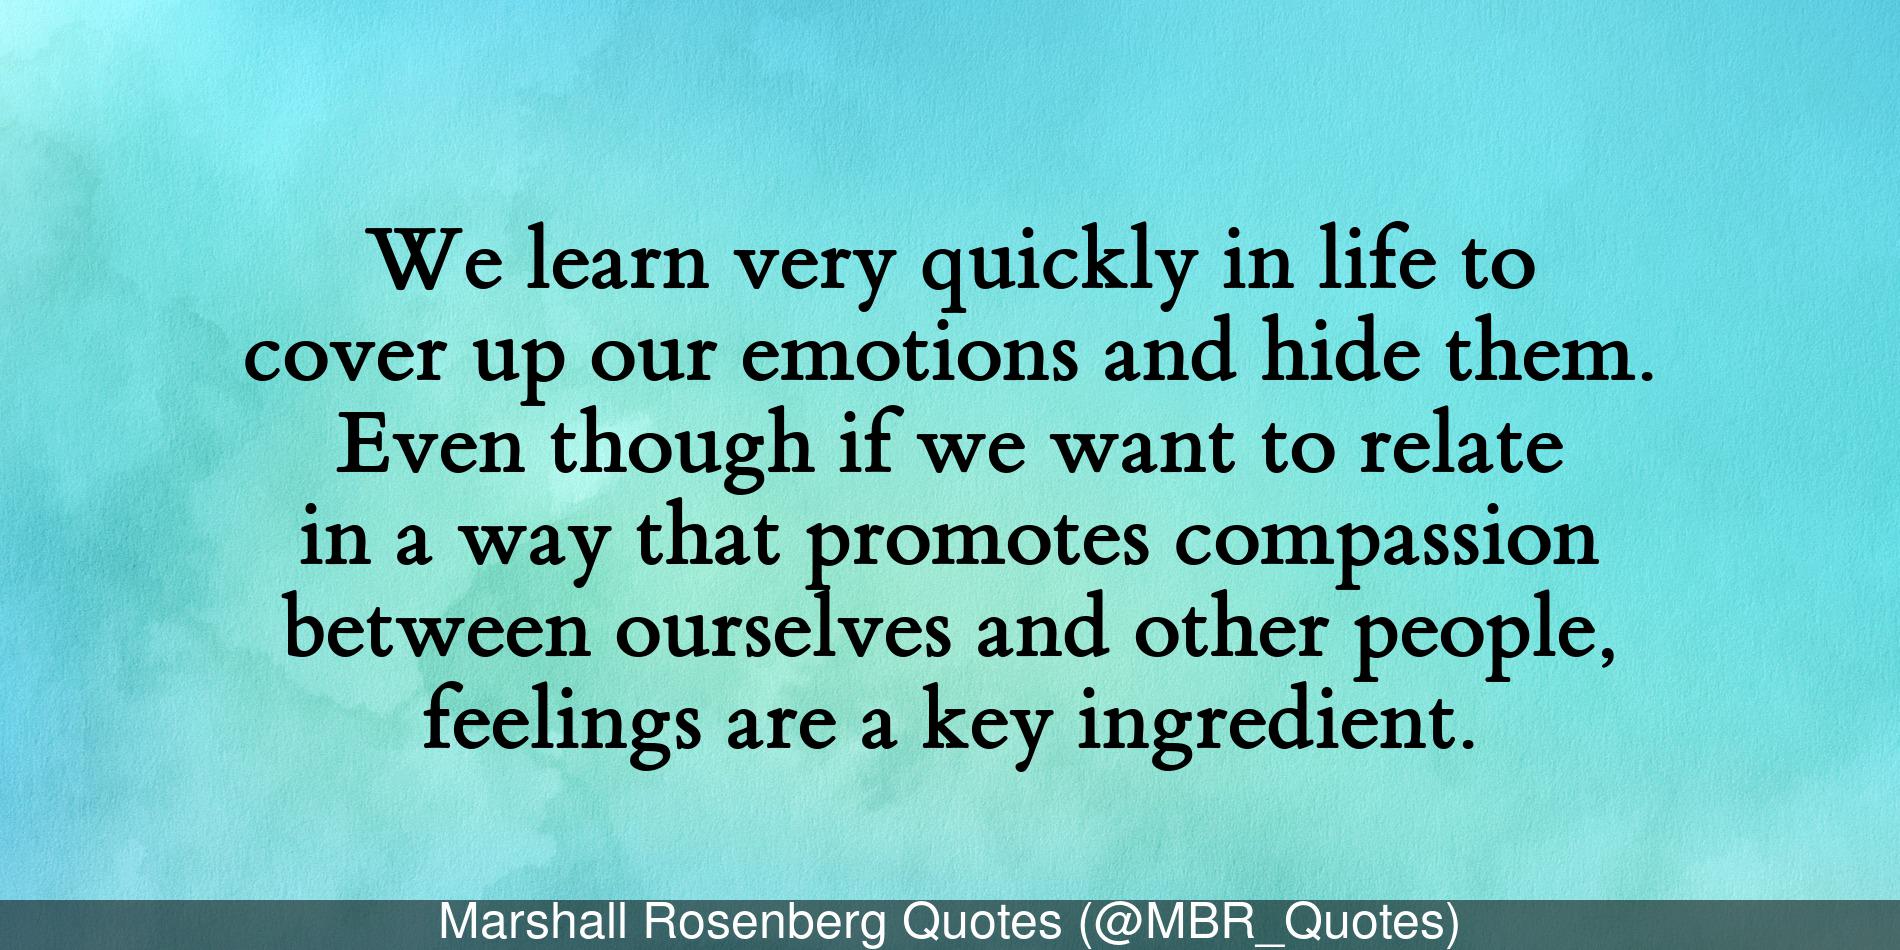 We learn very quickly in life to
cover up our emotions and hide them.
Even though if we want to relate
in a way that promotes compassion
between ourselves and other people,
feelings are a key ingredient.
Marshall Rosenberg Quotes (@MBR_Quotes)